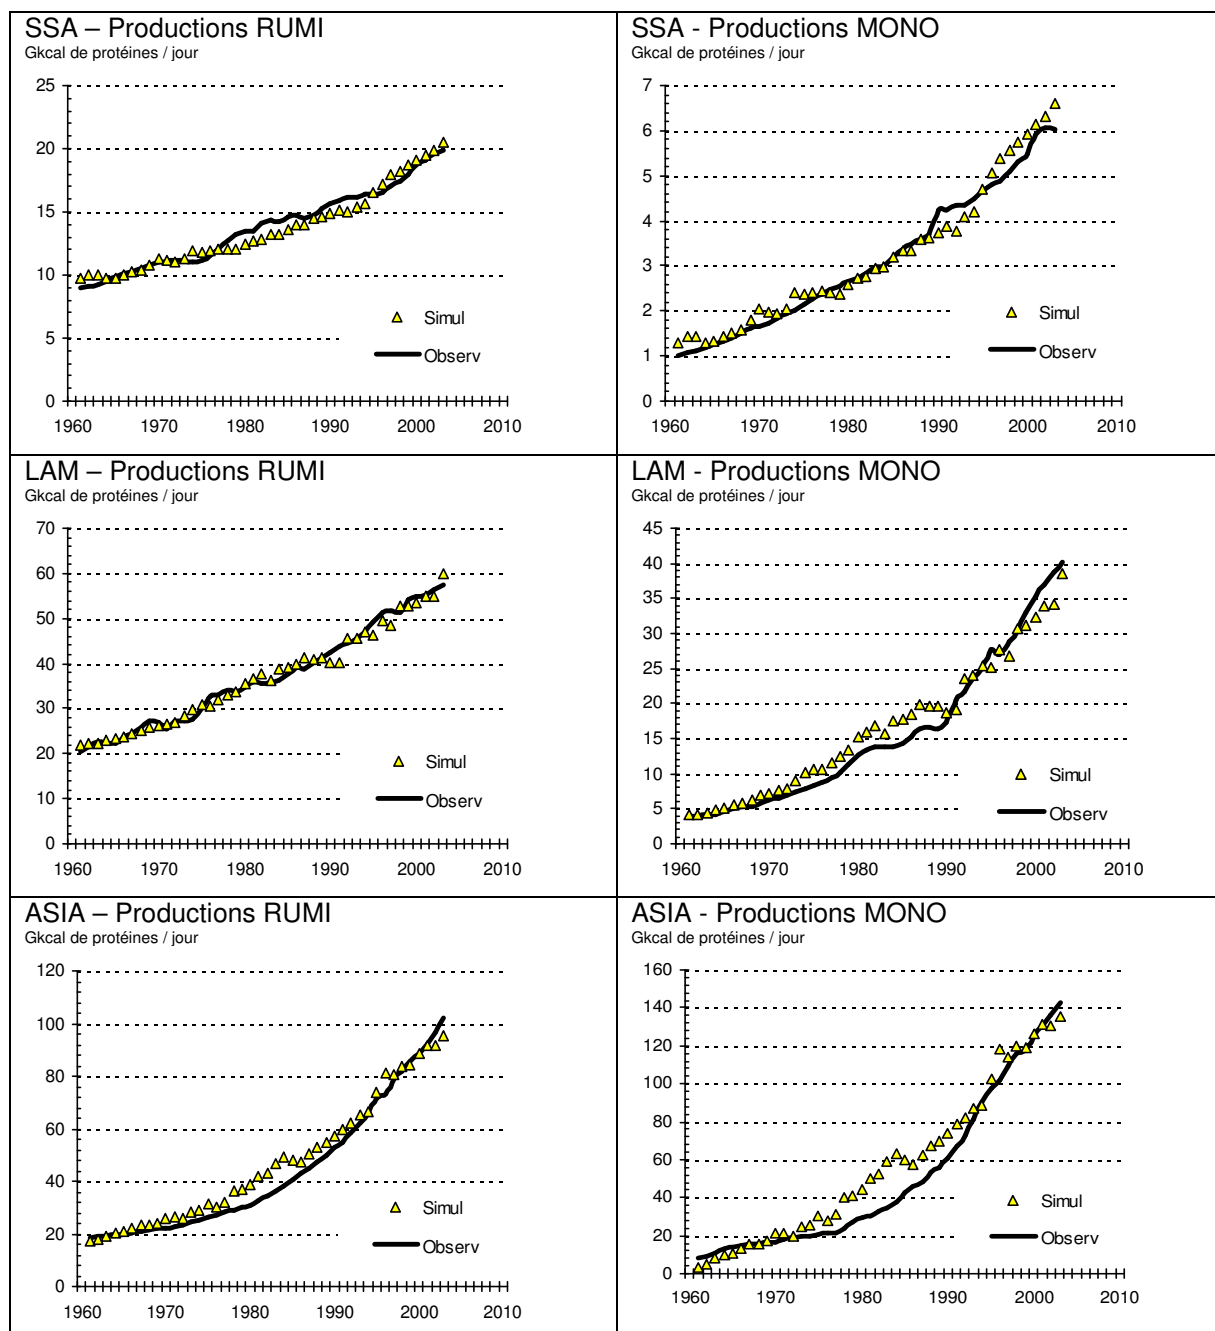 SSA – Productions RUMI
Gkcal de protéines / jour
25
20
15
10
5
0
1960 1970 1980 1990 2000 2010
Simul
Observ
SSA - Productions MONO
Gkcal de protéines / jour
7
6
5
4
3
2
1
0
1960 1970 1980 1990 2000 2010
Simul
Observ
LAM – Productions RUMI
Gkcal de protéines / jour
70
60
50
40
30
20
10
0
1960 1970 1980 1990 2000 2010
Simul
Observ
LAM - Productions MONO
Gkcal de protéines / jour
45
40
35
30
25
20
15
10
5
0
1960 1970 1980 1990 2000 2010
Simul
Observ
ASIA – Productions RUMI
Gkcal de protéines / jour
120
100
80
60
40
20
0
1960 1970 1980 1990 2000 2010
Simul
Observ
ASIA - Productions MONO
Gkcal de protéines / jour
160
140
120
100
80
60
40
20
0
1960 1970 1980 1990 2000 2010
Simul
Observ